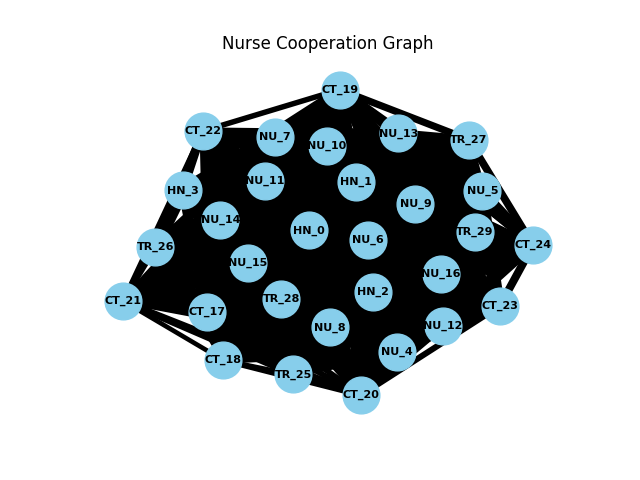 Nurse Cooperation Graph
CT_19
CT_22
NU_7
NU_10
NU_13
TR_27
HN_3
NU_11
HN_1
NU_5
NU_14
NU_9
HN_0
NU_6
TR_29
TR_26
CT_24
NU_15
NU_16
CT_21
TR_28
HN_2
CT_23
CT_17
NU_8
NU_12
CT_18
NU_4
TR_25
CT_20